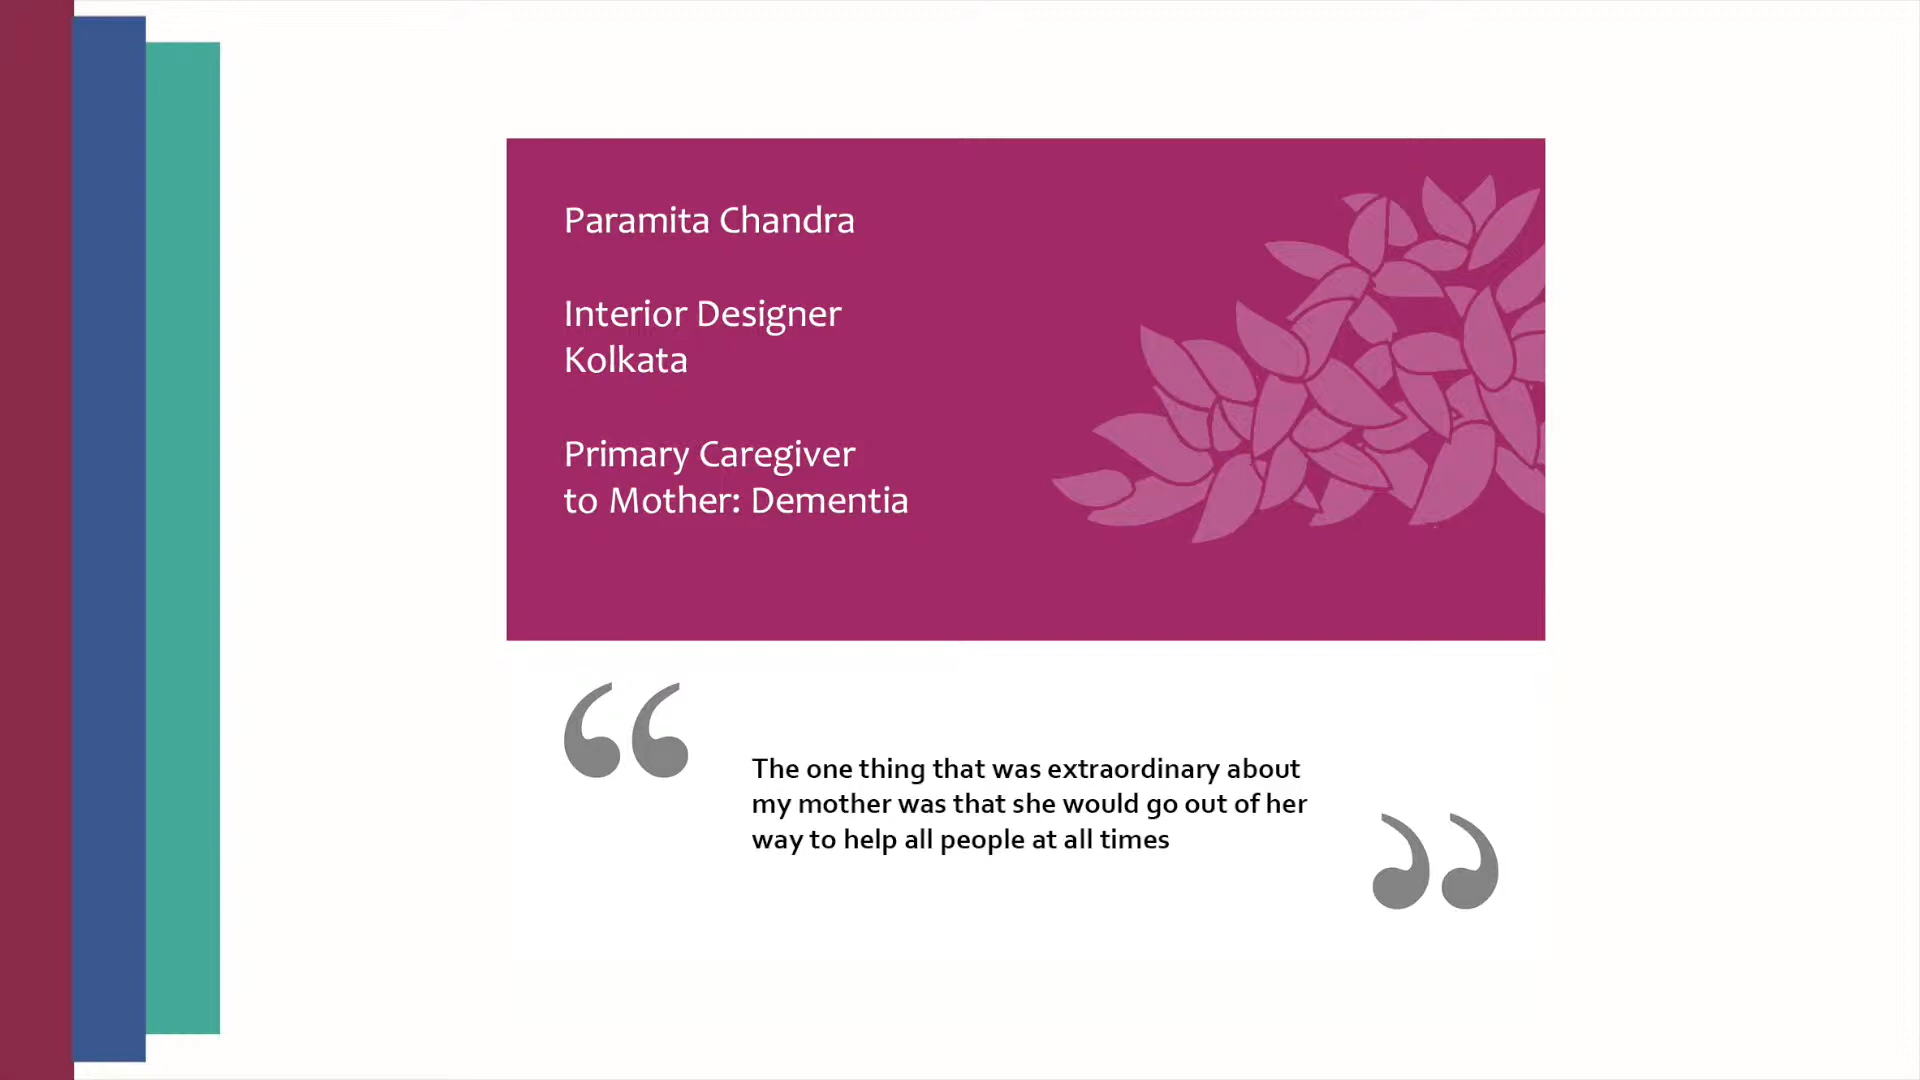 Paramita Chandra
Interior Designer
Kolkata
Primary Caregiver
to Mother: Dementia
“
The one thing that was extraordinary about
my mother was that she would go out of her
way to help all people at all times
”